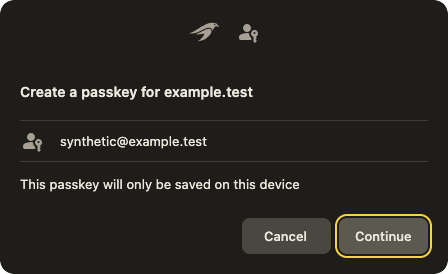 Create a passkey for example.test
synthetic@example.test
This passkey will only be saved on this device
Cancel
Continue